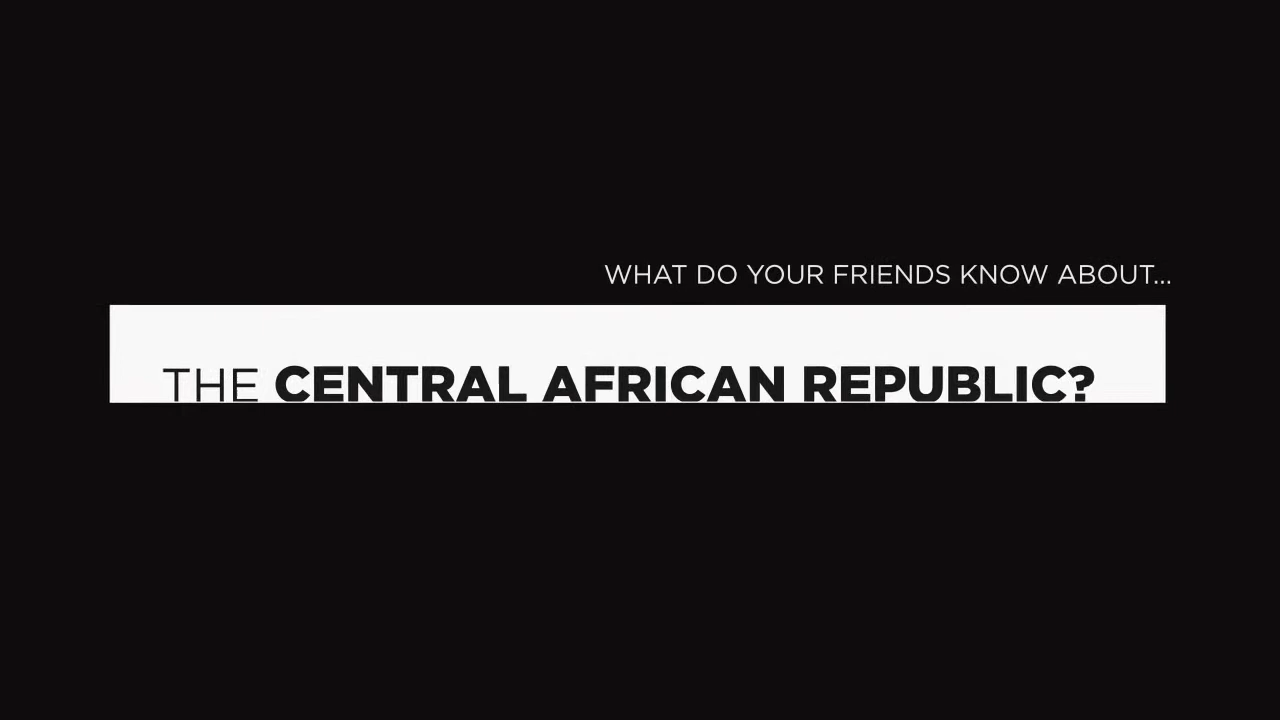 WHAT DO YOUR FRIENDS KNOW ABOUT...
THE CENTRAL AFRICAN REPUBLIC?